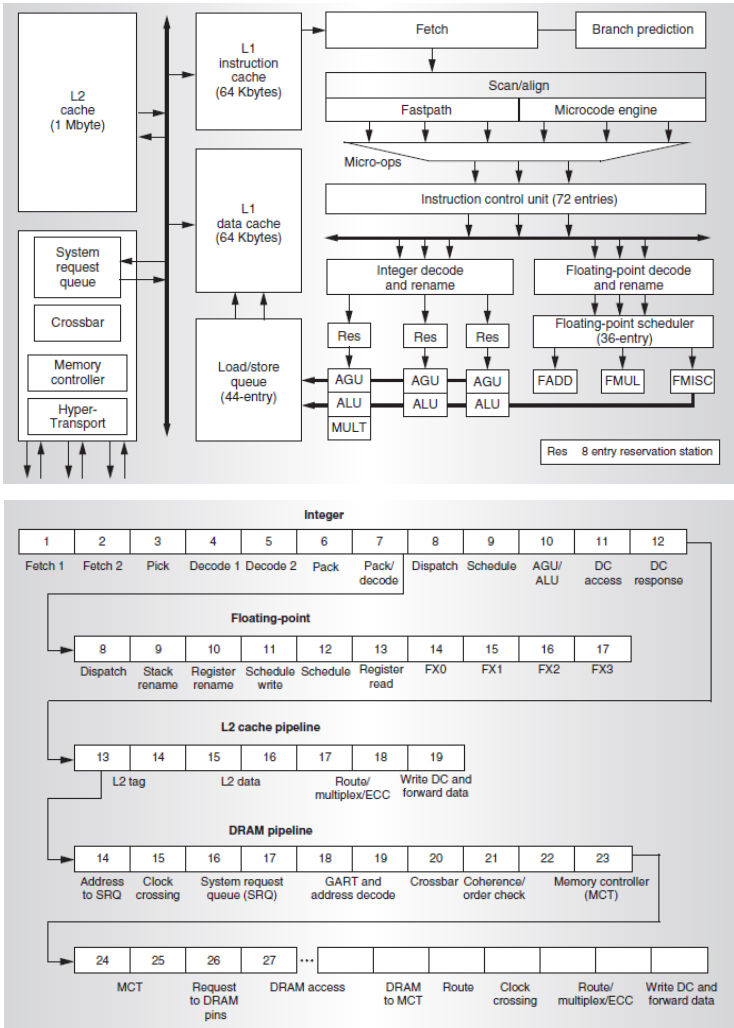 L2
cache
(1 Mbyte)
L1
instruction
cache
(64 Kbytes)
Fetch
Branch prediction
Scan/align
Fastpath
Microcode engine
Micro-ops
Instruction control unit (72 entries)
L1
data cache
(64 Kbytes)
System
request
queue
Crossbar
Memory
controller
Hyper-
Transport
Integer decode
and rename
Floating-point decode
and rename
Floating-point scheduler
(36-entry)
Load/store
queue
(44-entry)
Res
Res
Res
AGU
AGU
AGU
FADD
FMUL
FMISC
ALU
ALU
ALU
MULT
Res 8 entry reservation station
Integer
1 2 3 4 5 6 7 8 9 10 11 12
Fetch 1
Fetch 2
Pick
Decode 1
Decode 2
Pack
Pack/
decode
Dispatch
Schedule
AGU/
ALU
DC
access
DC
response
Floating-point
8 9 10 11 12 13 14 15 16 17
Dispatch
Stack
rename
Register
rename
Schedule
write
Schedule
Register
read
FX0
FX1
FX2
FX3
L2 cache pipeline
13 14 15 16 17 18 19
L2 tag
L2 data
Route/
multiplex/ECC
Write DC and
forward data
DRAM pipeline
14 15 16 17 18 19 20 21 22 23
Address
to SRQ
Clock
crossing
System request
queue (SRQ)
GART and
address decode
Crossbar
Coherence/
order check
Memory controller
(MCT)
24 25 26 27 ...
MCT
Request
to DRAM
pins
DRAM access
DRAM
to MCT
Route
Clock
crossing
Route/
multiplex/ECC
Write DC and
forward data